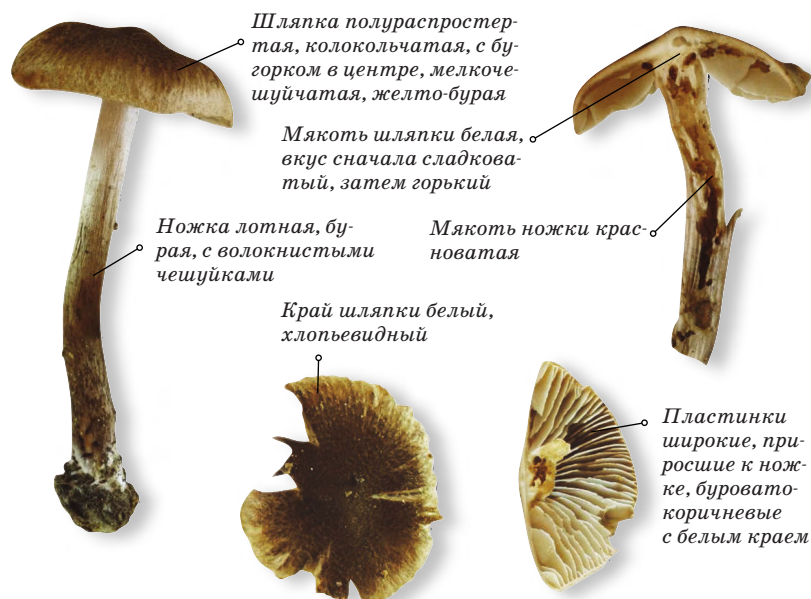 Шляпка полураспростер-
тая, колокольчатая, с бу-
горком в центре, мелкоче-
шуйчатая, желто-бурая
Мякоть шляпки белая,
вкус сначала сладкова-
тый, затем горький
Ножка лотная, бу-
рая, с волокнистыми
чешуйками
Мякоть ножки крас-
новатая
Край шляпки белый,
хлопьевидный
Пластинки
широкие, при-
росшие к нож-
ке, буровато-
коричневые
с белым краем